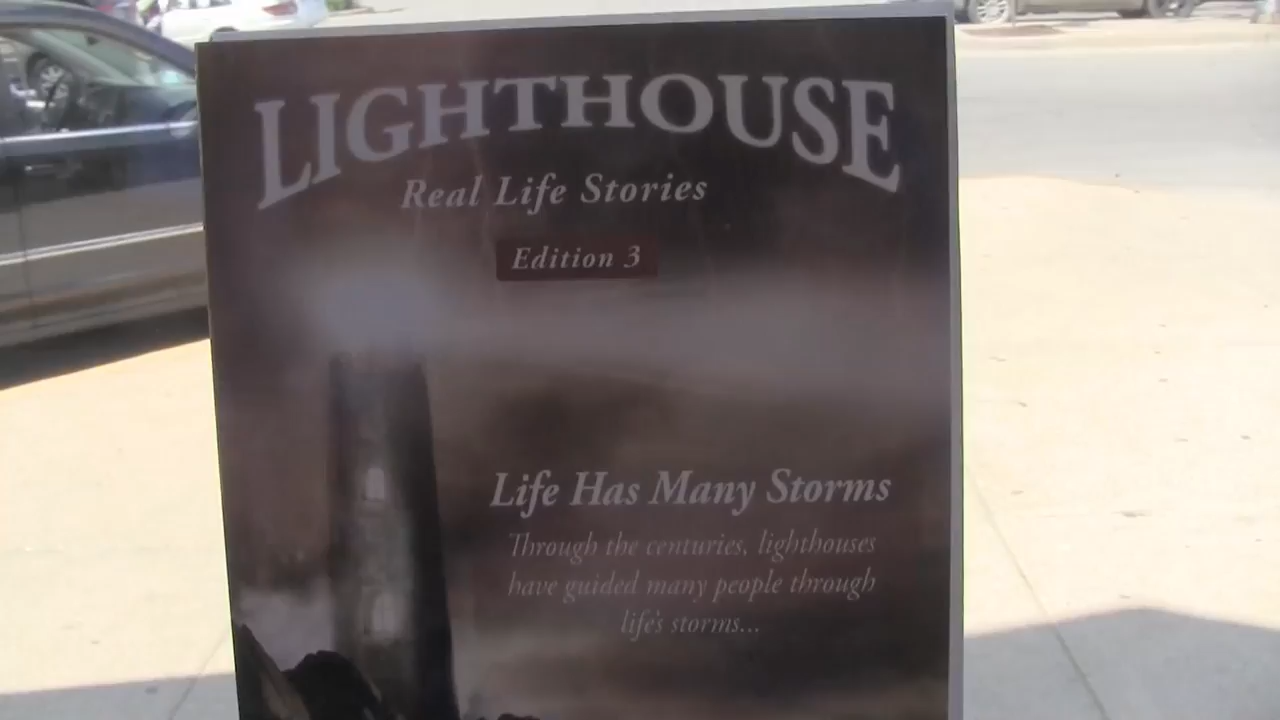 LIGHTHOUSE
Real Life Stories
Edition 3
Life Has Many Storms
Through the centuries, lighthouses
have guided many people through
life's storms...